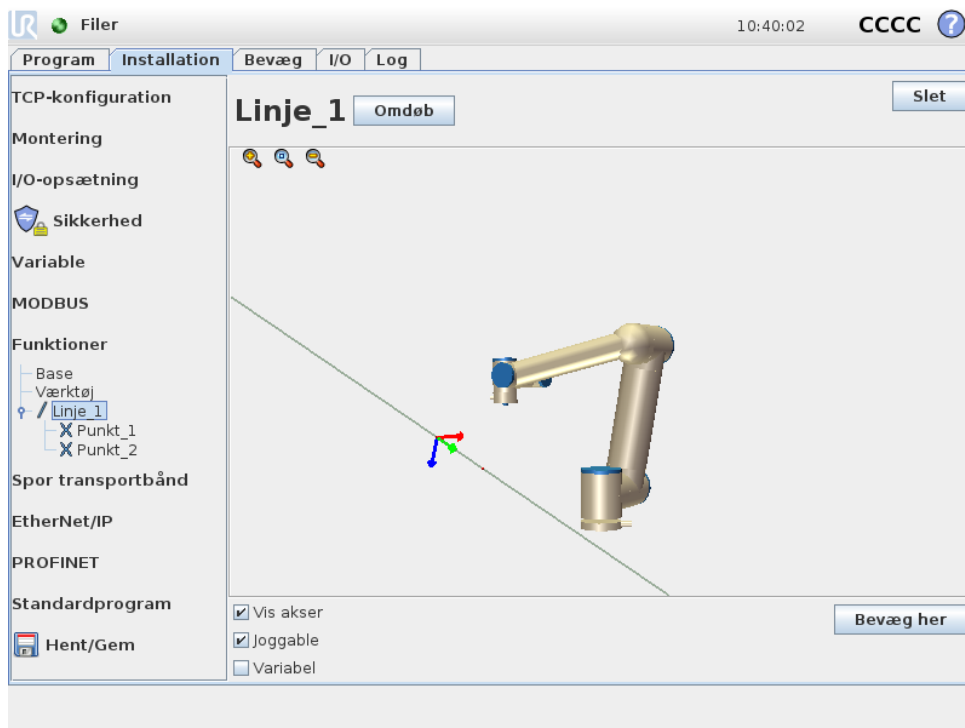 UR Filer 10:40:02 CCCC ?
Program Installation Bevæg I/O Log
TCP-konfiguration
Montering
I/O-opsætning
Sikkerhed
Variable
MODBUS
Funktioner
Base
Værktøj
Linje_1
Punkt_1
Punkt_2
Spor transportbånd
EtherNet/IP
PROFINET
Standardprogram
Hent/Gem
Linje_1 Omdøb Slet
Vis akser
Joggable
Variabel
Bevæg her